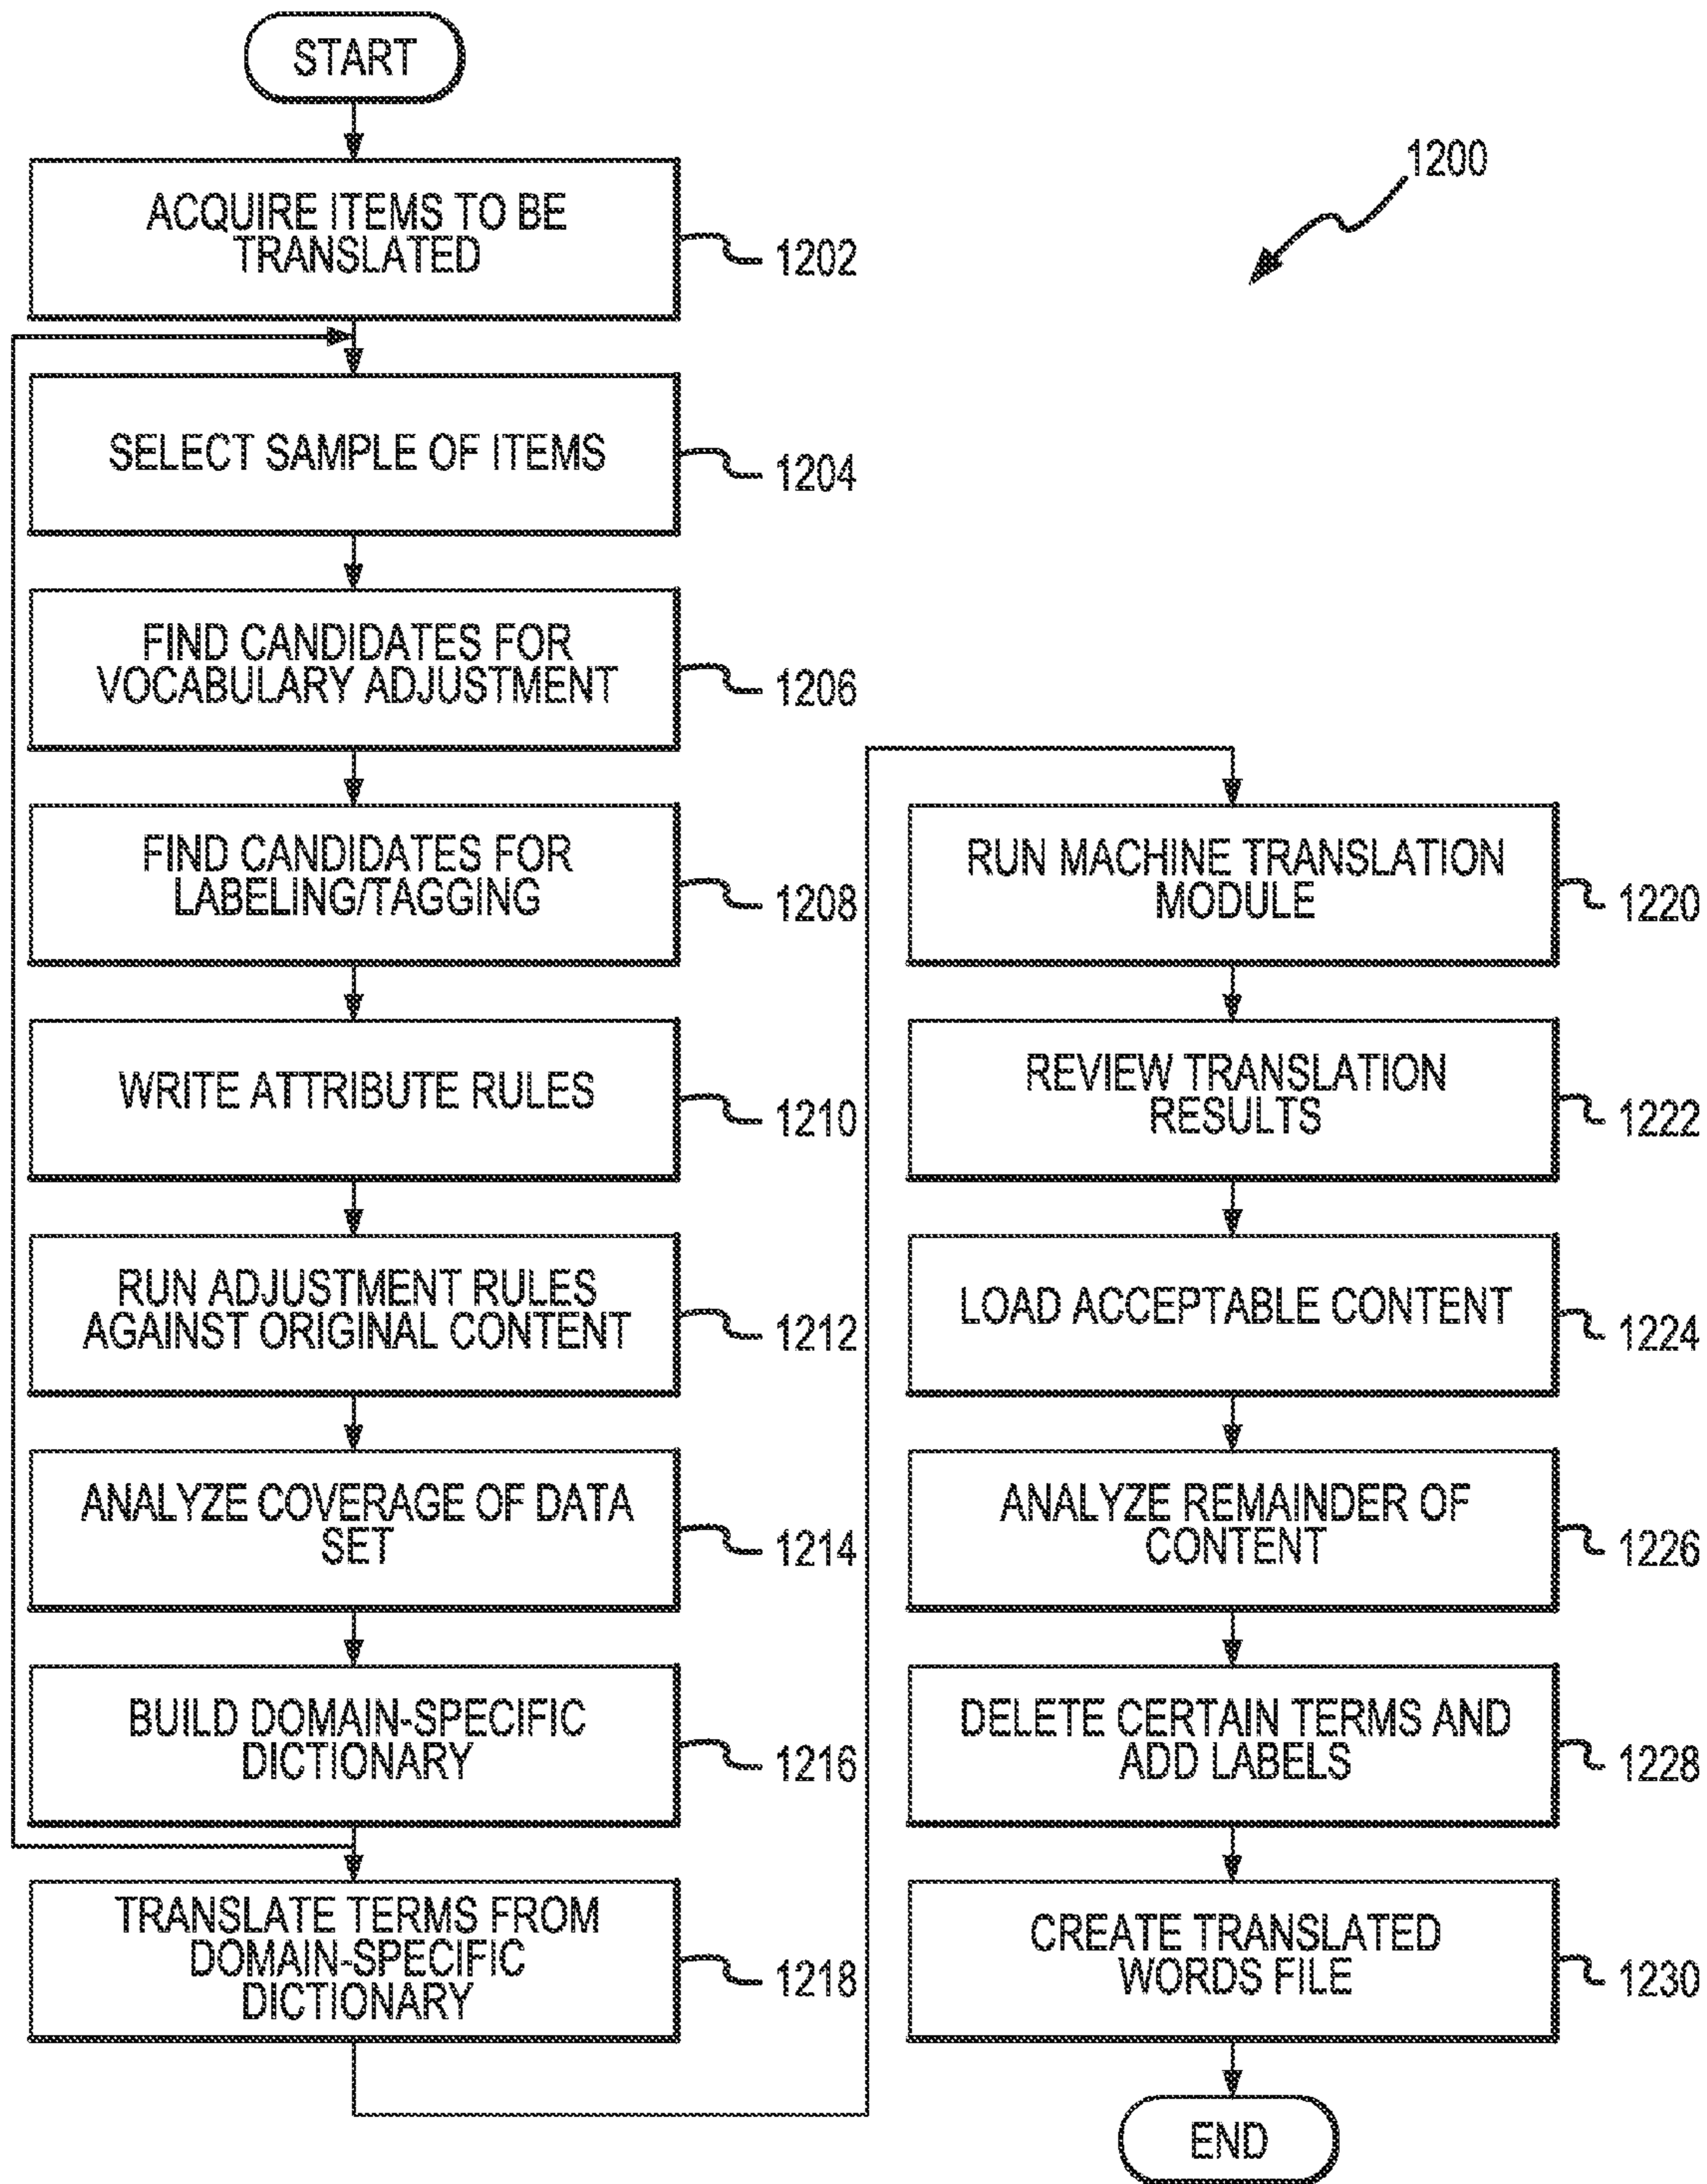 START
1200
ACQUIRE ITEMS TO BE
TRANSLATED
1202
SELECT SAMPLE OF ITEMS
1204
FIND CANDIDATES FOR
VOCABULARY ADJUSTMENT
1206
FIND CANDIDATES FOR
LABELING/TAGGING
1208
WRITE ATTRIBUTE RULES
1210
RUN ADJUSTMENT RULES
AGAINST ORIGINAL CONTENT
1212
ANALYZE COVERAGE OF DATA
SET
1214
BUILD DOMAIN-SPECIFIC
DICTIONARY
1216
TRANSLATE TERMS FROM
DOMAIN-SPECIFIC
DICTIONARY
1218
RUN MACHINE TRANSLATION
MODULE
1220
REVIEW TRANSLATION
RESULTS
1222
LOAD ACCEPTABLE CONTENT
1224
ANALYZE REMAINDER OF
CONTENT
1226
DELETE CERTAIN TERMS AND
ADD LABELS
1228
CREATE TRANSLATED
WORDS FILE
1230
END